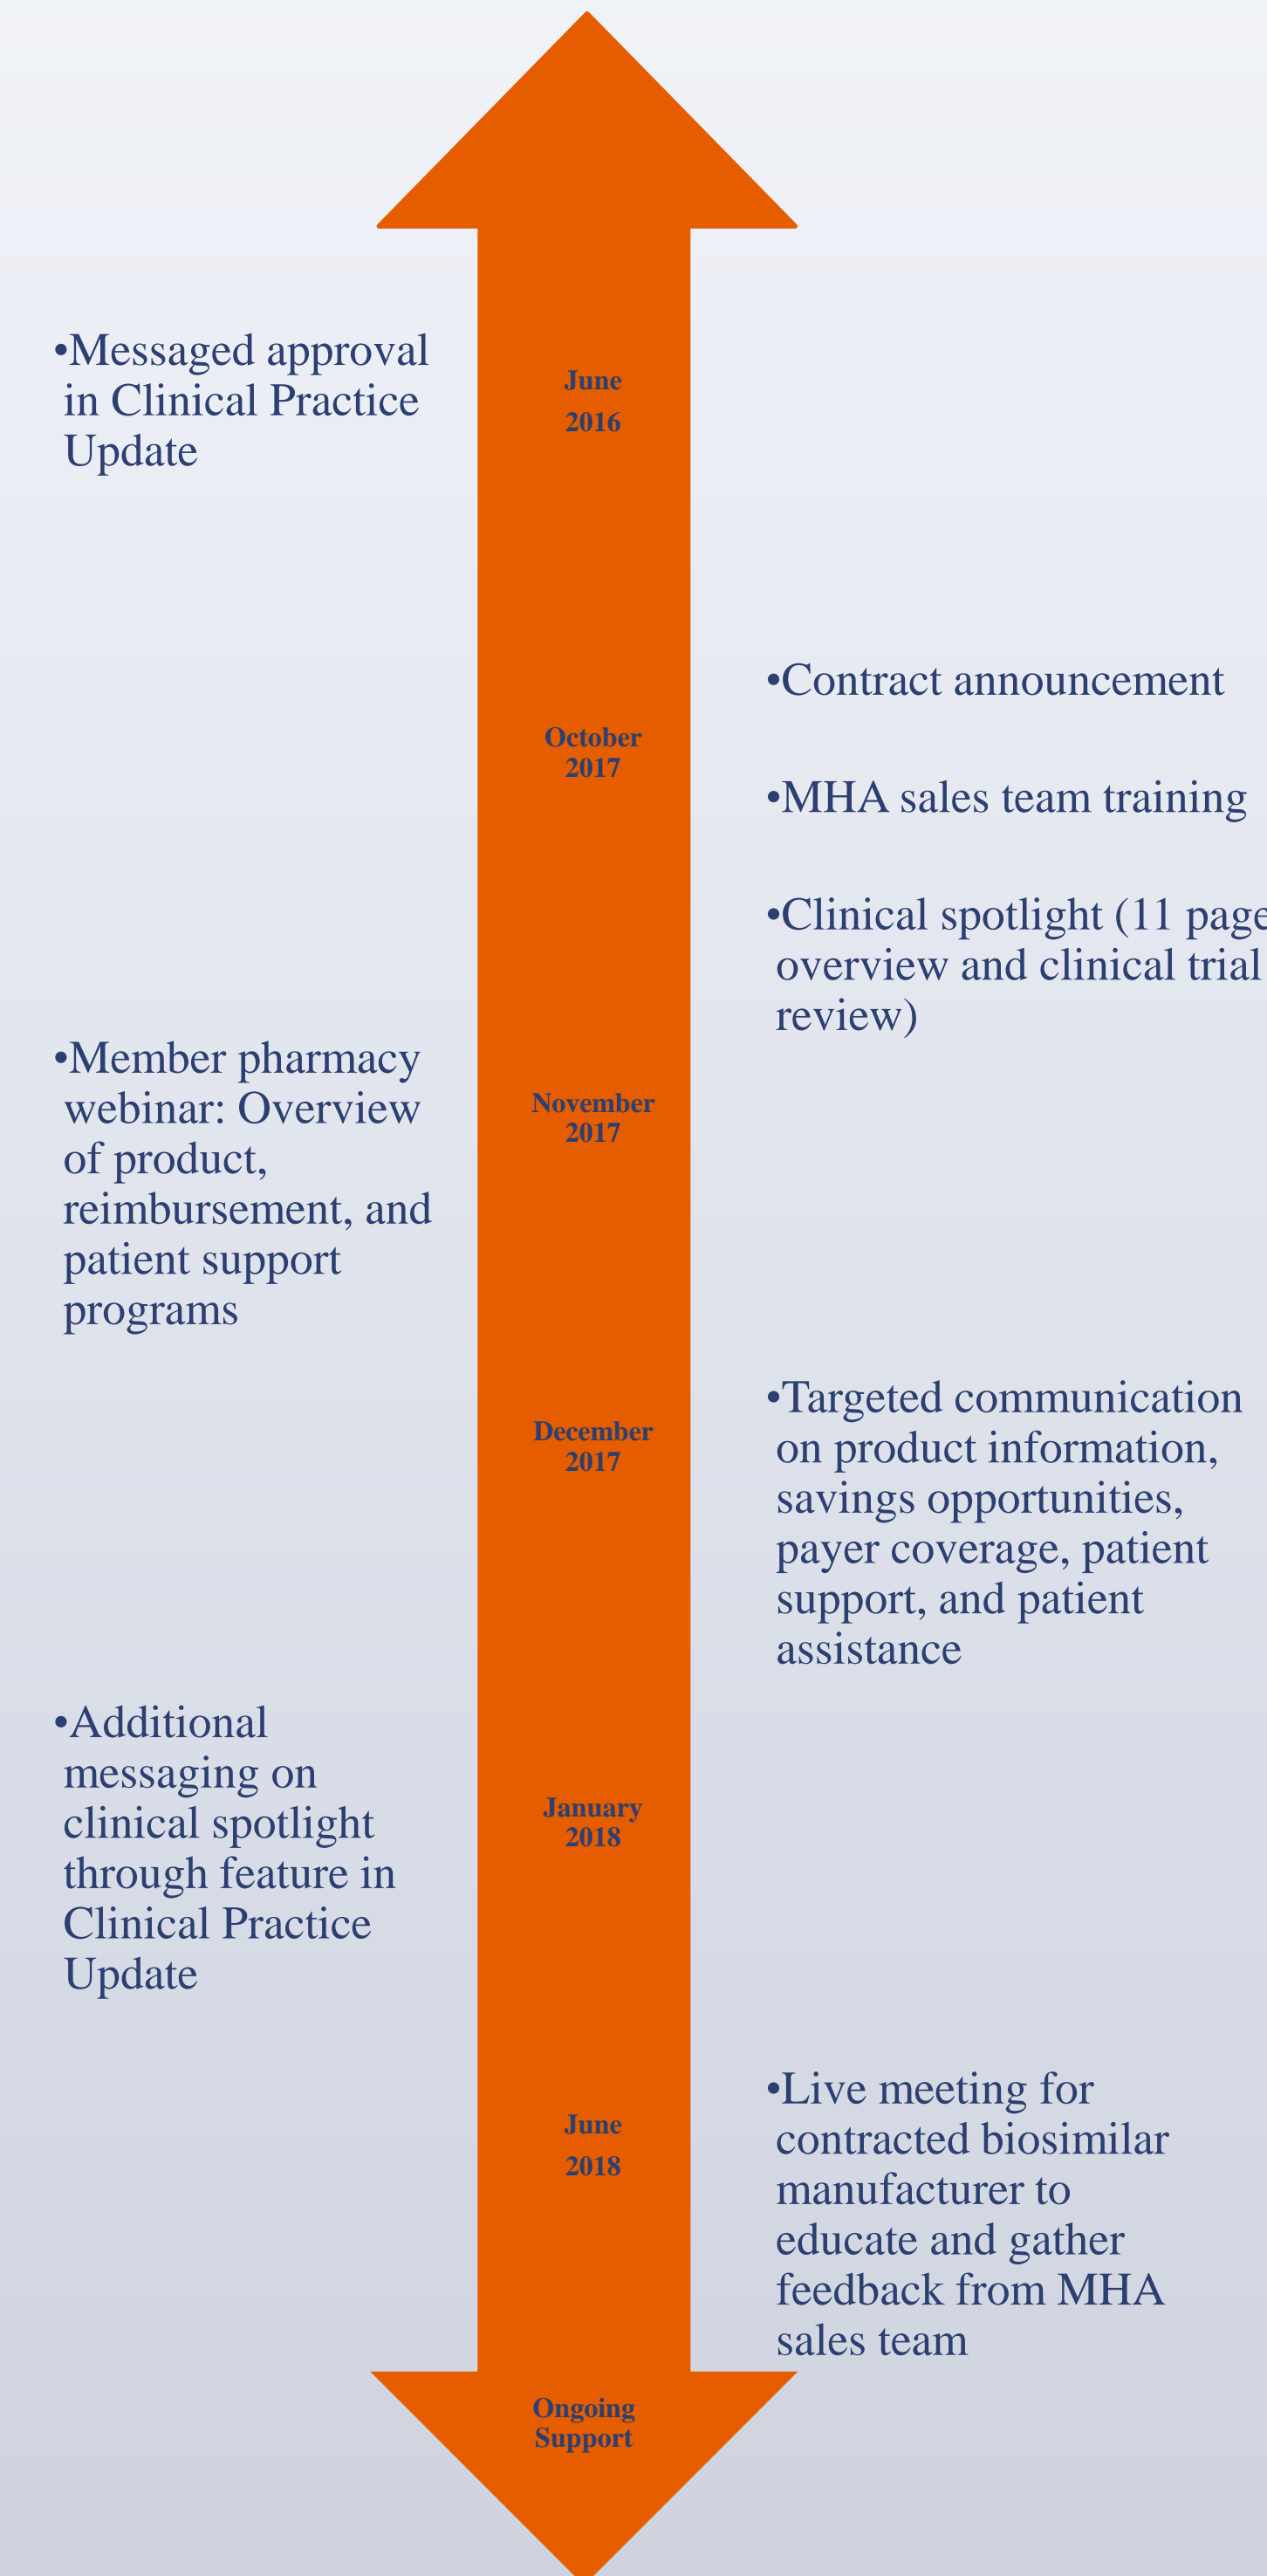 •Messaged approval
in Clinical Practice
Update
June
2016
•Contract announcement
•MHA sales team training
•Clinical spotlight (11 page
overview and clinical trial
review)
October
2017
•Member pharmacy
webinar: Overview
of product,
reimbursement, and
patient support
programs
November
2017
•Targeted communication
on product information,
savings opportunities,
payer coverage, patient
support, and patient
assistance
December
2017
•Additional
messaging on
clinical spotlight
through feature in
Clinical Practice
Update
January
2018
•Live meeting for
contracted biosimilar
manufacturer to
educate and gather
feedback from MHA
sales team
June
2018
Ongoing
Support